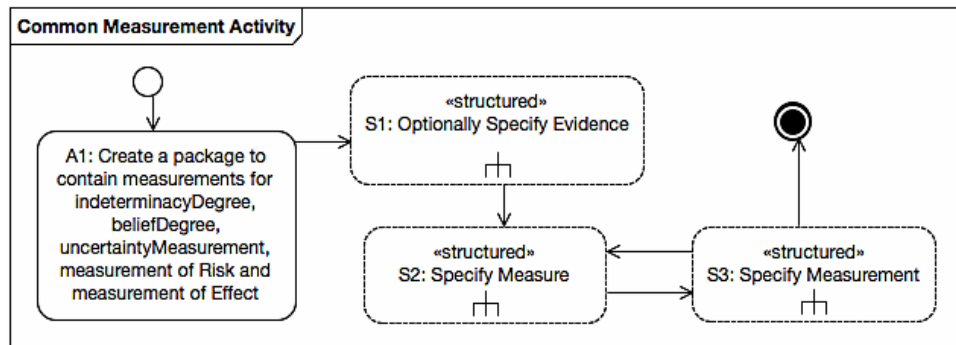 Common Measurement Activity
A1: Create a package to
contain measurements for
indeterminacyDegree,
beliefDegree,
uncertaintyMeasurement,
measurement of Risk and
measurement of Effect
«structured»
S1: Optionally Specify Evidence
«structured»
S2: Specify Measure
«structured»
S3: Specify Measurement